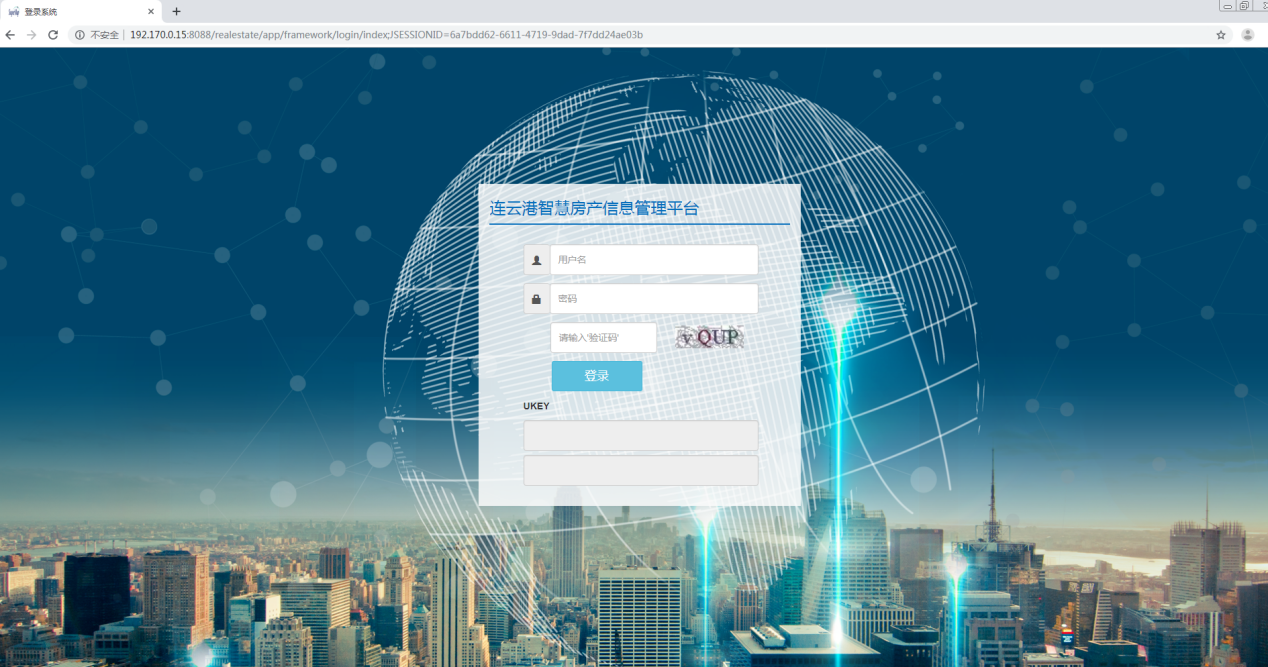 登录系统
不安全 192.170.0.15:8088/realestate/app/framework/login/index;JSESSIONID=6a7bdd62-6611-4719-9dad-7f7dd24ae03b
连云港智慧房产信息管理平台
用户名
密码
请输入'验证码' vQUP
登录
UKEY